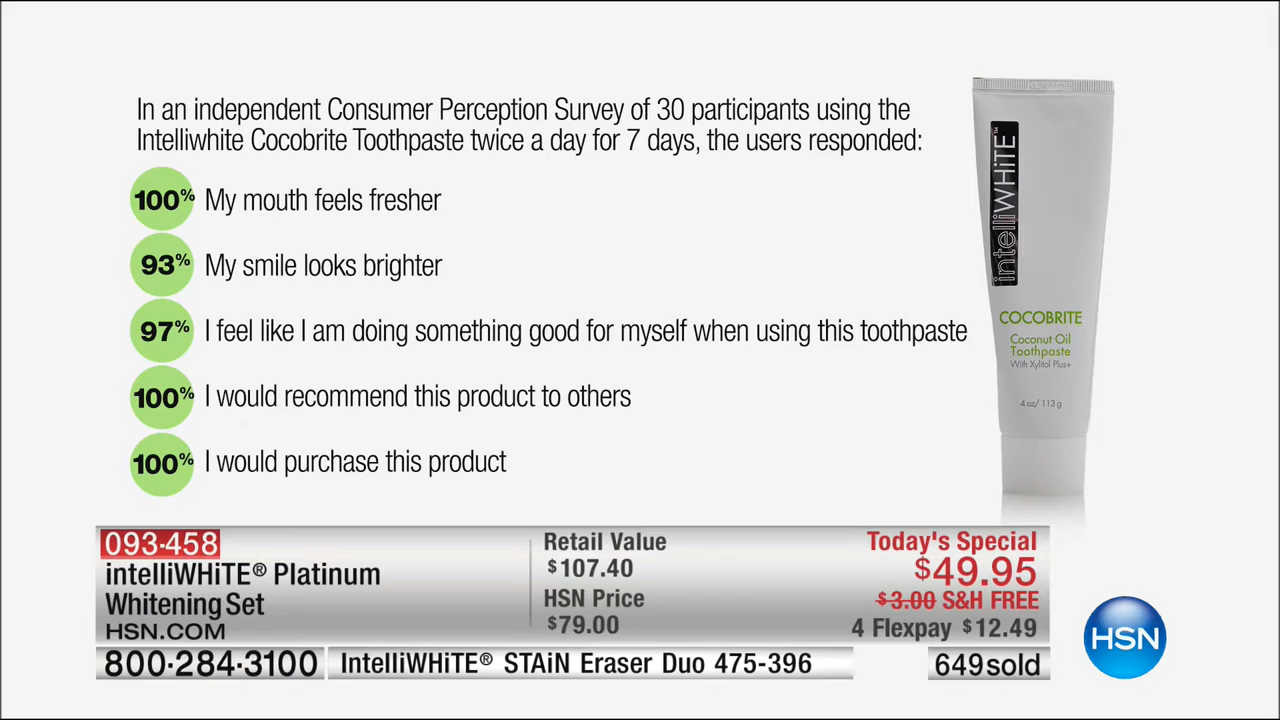 In an independent Consumer Perception Survey of 30 participants using the
Intelliwhite Cocobrite Toothpaste twice a day for 7 days, the users responded:
100% My mouth feels fresher
93% My smile looks brighter
97% I feel like I am doing something good for myself when using this toothpaste
100% I would recommend this product to others
100% I would purchase this product
intelliWHiTE™
COCOBRITE
Coconut Oil
Toothpaste
With Xylitol Plus+
4 oz/ 113 g
093-458
intelliWHiTE® Platinum
Whitening Set
HSN.COM
Retail Value
$107.40
HSN Price
$79.00
Today's Special
$49.95
$3.00 S&H FREE
4 Flexpay $12.49
800·284·3100
IntelliWHiTE® STAiN Eraser Duo 475-396
649 sold
HSN